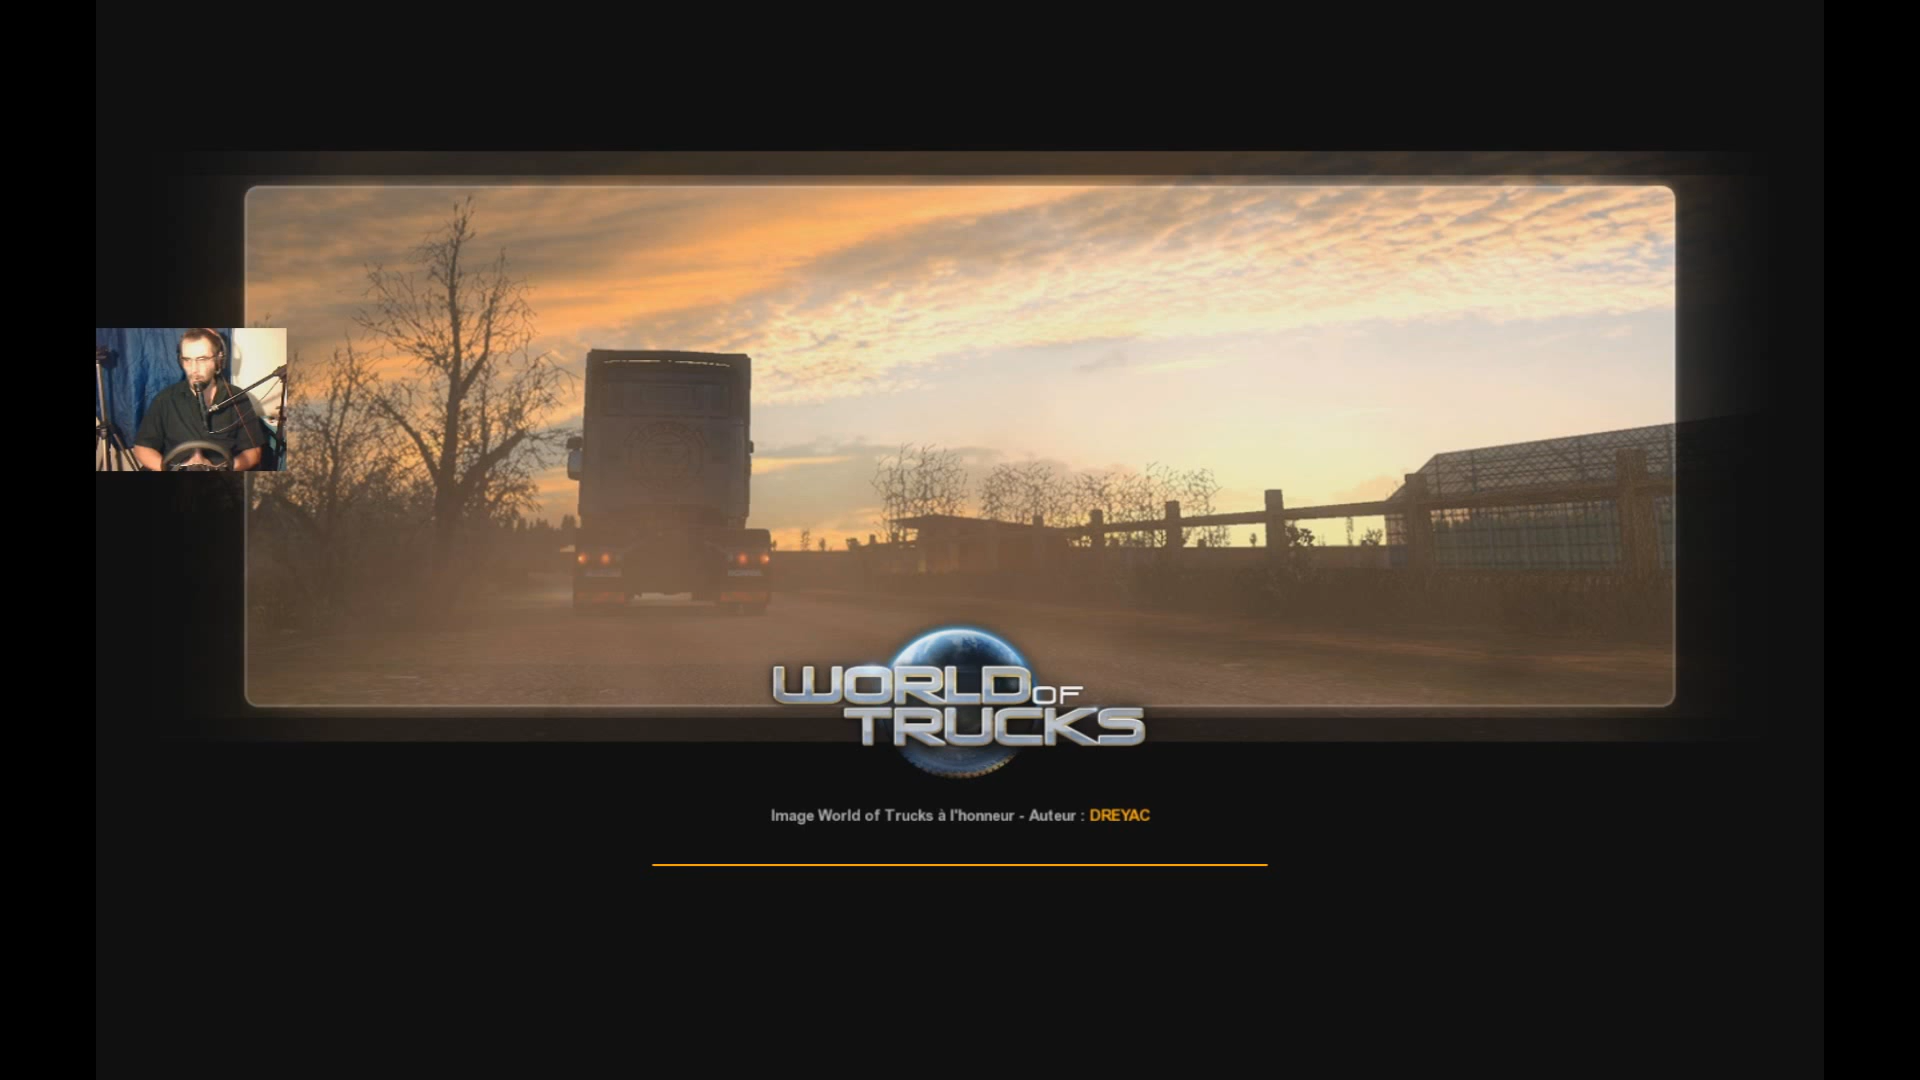 WORLD OF
TRUCKS
Image World of Trucks à l'honneur - Auteur : DREYAC